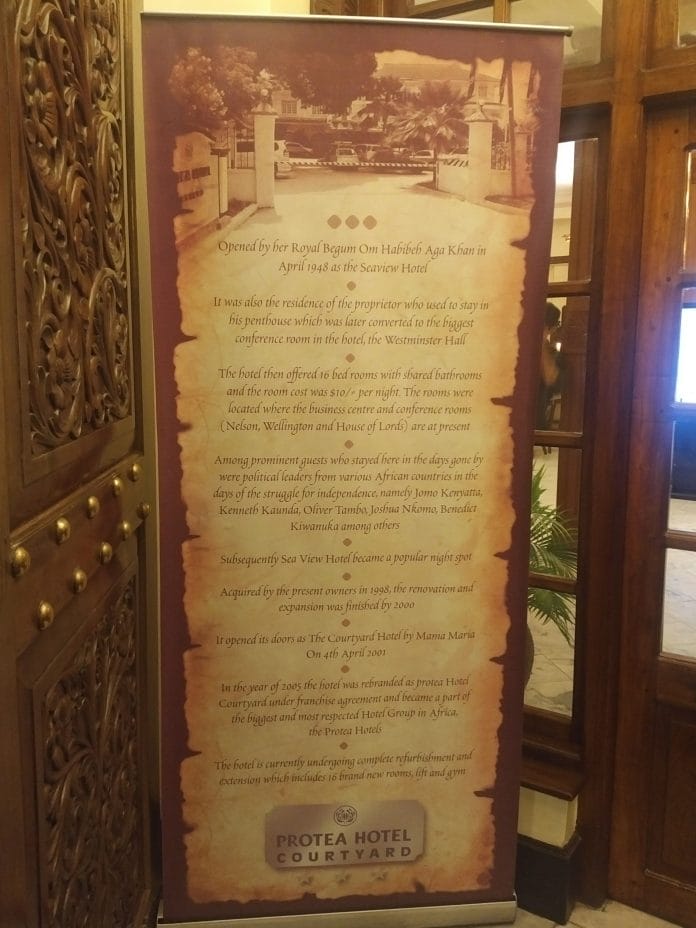 Opened by her Royal Begum Om Habibeh Aga Khan in
April 1948 as the Seaview Hotel
It was also the residence of the proprietor who used to stay in
his penthouse which was later converted to the biggest
conference room in the hotel, the Westminster Hall
The hotel then offered 16 bed rooms with shared bathrooms
and the room cost was $10/= per night. The rooms were
located where the business centre and conference rooms
(Nelson, Wellington and House of Lords) are at present
Among prominent guests who stayed here in the days gone by
were political leaders from various African countries in the
days of the struggle for independence, namely Jomo Kenyatta,
Kenneth Kaunda, Oliver Tambo, Joshua Nkomo, Benedict
Kiwanuka among others
Subsequently Sea View Hotel became a popular night spot
Acquired by the present owners in 1998, the renovation and
expansion was finished by 2000
It opened its doors as The Courtyard Hotel by Mama Maria
On 4th April 2001
In the year of 2005 the hotel was rebranded as protea Hotel
Courtyard under franchise agreement and became a part of
the biggest and most respected Hotel Group in Africa,
the Protea Hotels
The hotel is currently undergoing complete refurbishment and
extension which includes 16 brand new rooms, lift and gym
PROTEA HOTEL
COURTYARD